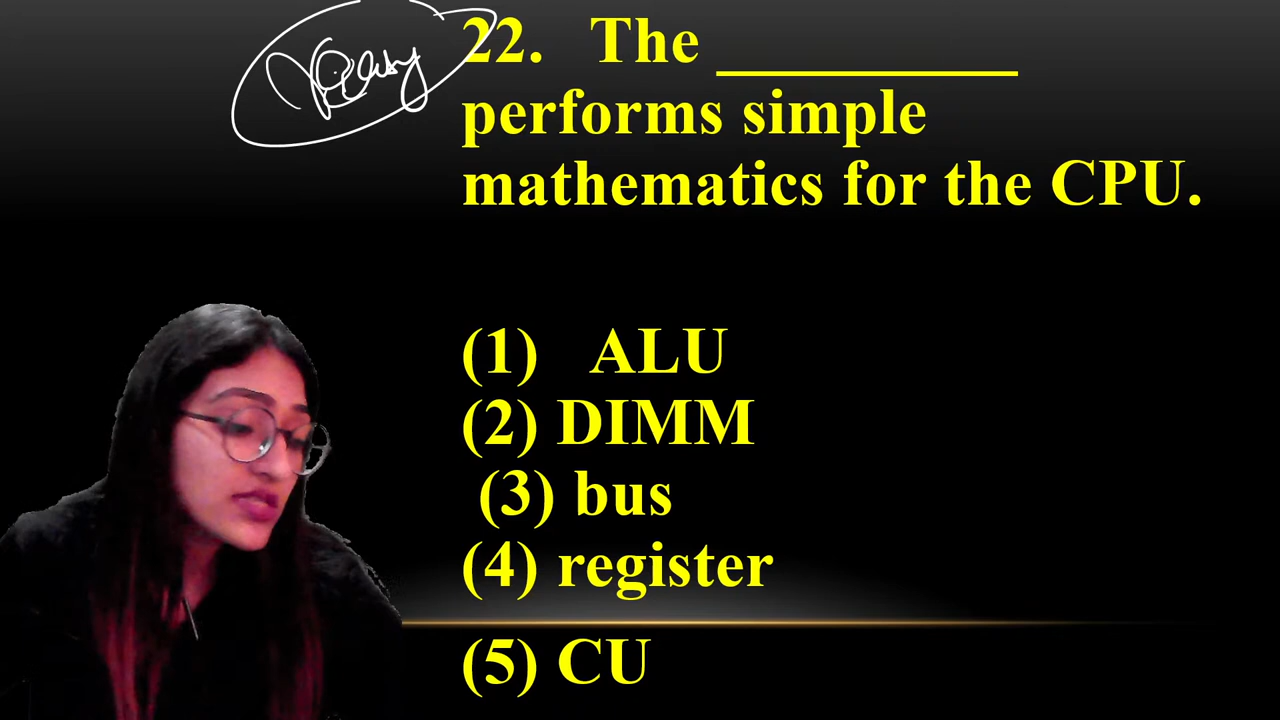 22. The __________
performs simple
mathematics for the CPU.
(1) ALU
(2) DIMM
(3) bus
(4) register
(5) CU